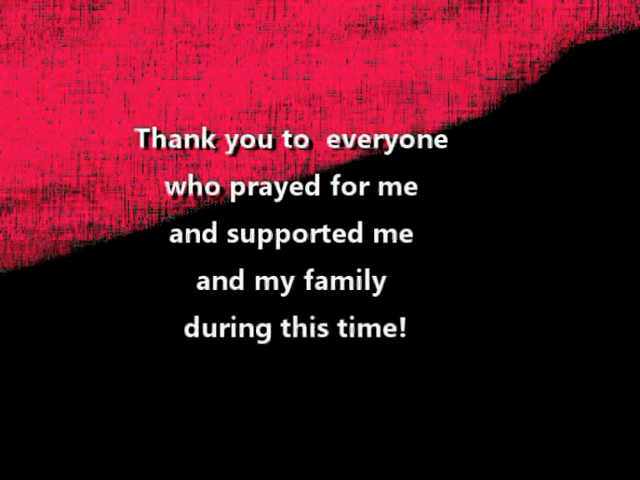 Thank you to  everyone
who prayed for me
and supported me
and my family
during this time!